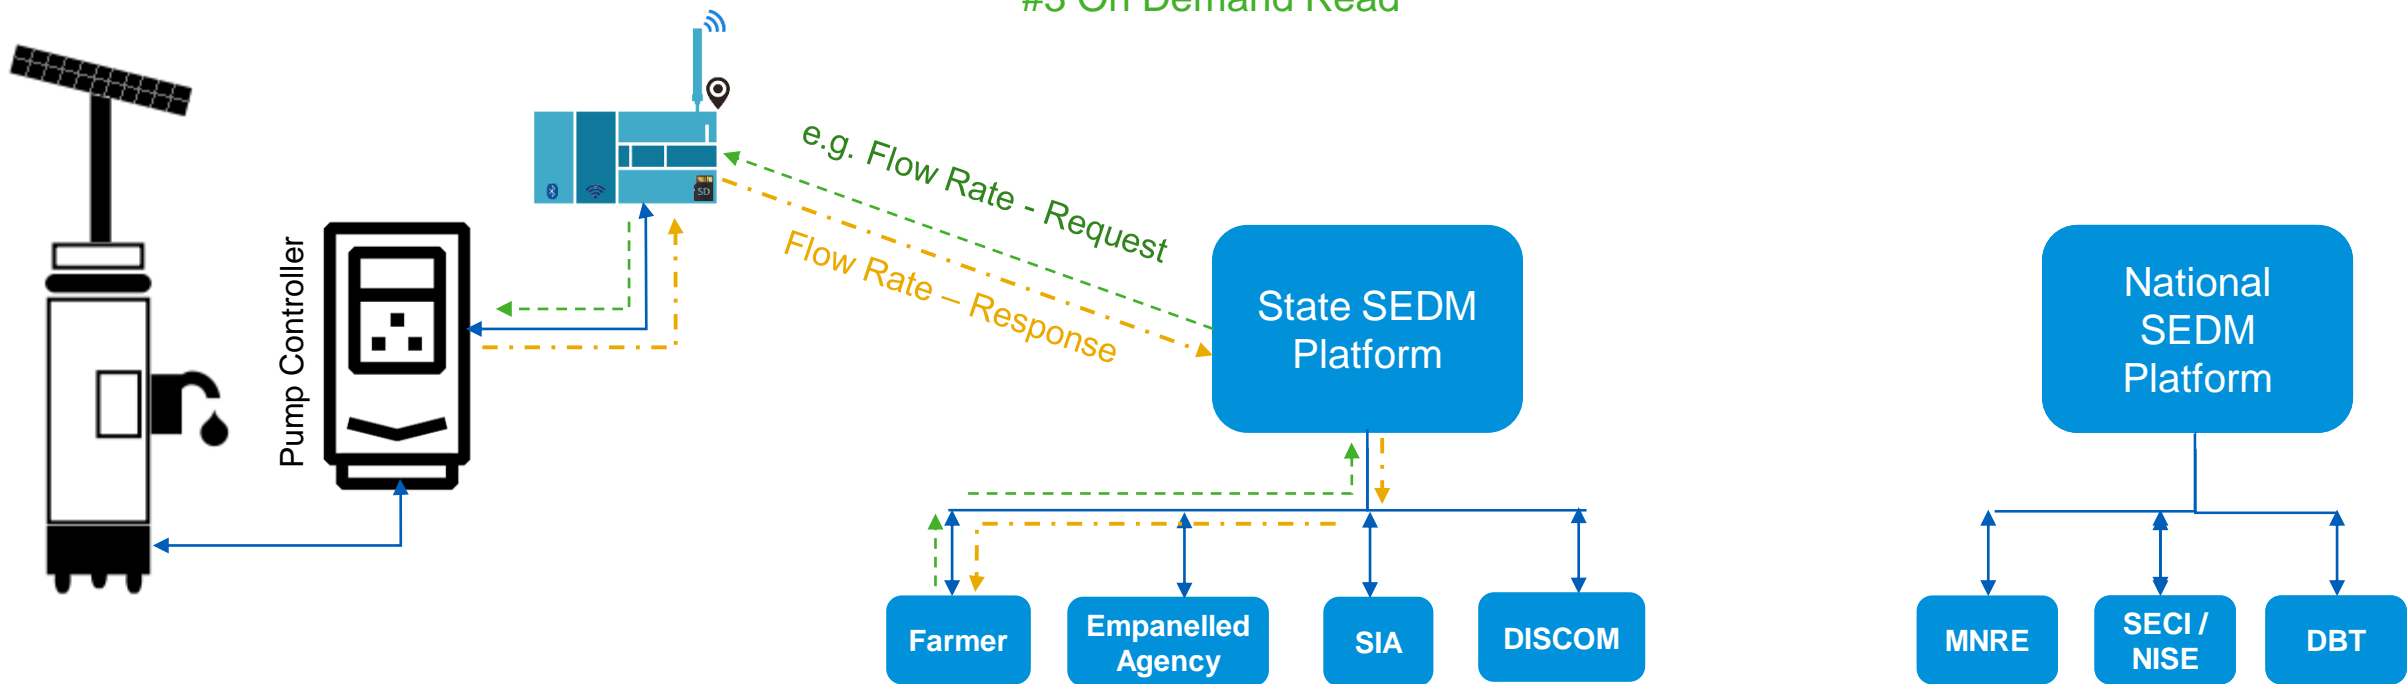 #3 On Demand Read
e.g. Flow Rate - Request
Flow Rate – Response
Pump Controller
SD
State SEDM
Platform
National
SEDM
Platform
Farmer
Empanelled
Agency
SIA
DISCOM
MNRE
SECI /
NISE
DBT